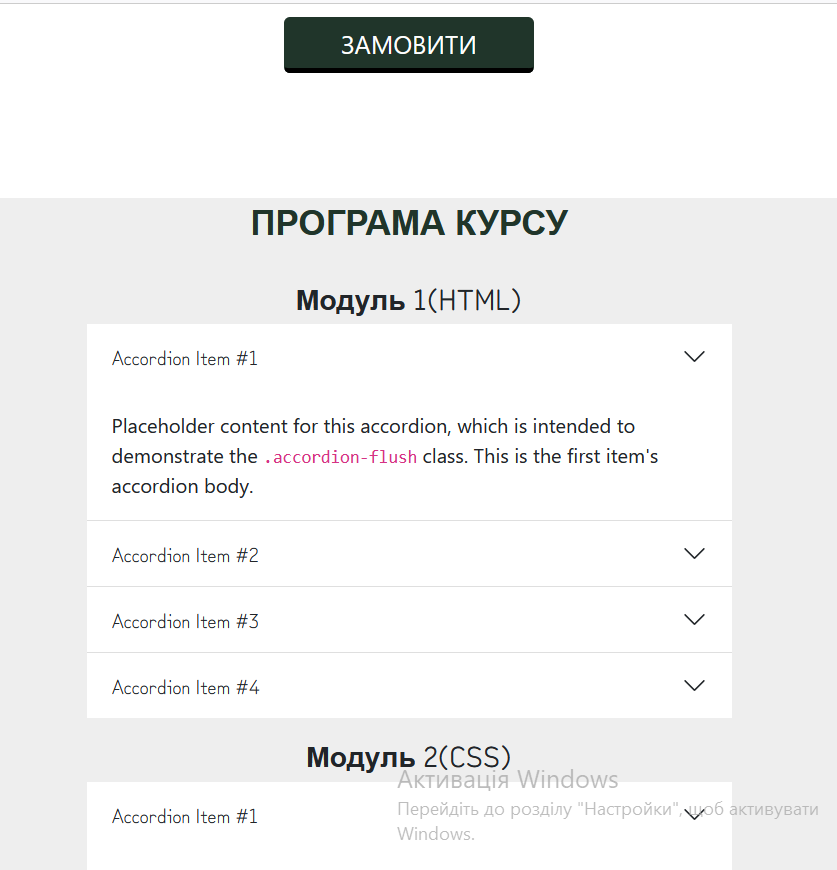 ЗАМОВИТИ
ПРОГРАМА КУРСУ
Модуль 1(HTML)
Accordion Item #1
Placeholder content for this accordion, which is intended to
demonstrate the .accordion-flush class. This is the first item's
accordion body.
Accordion Item #2
Accordion Item #3
Accordion Item #4
Модуль 2(CSS)
Активація Windows
Accordion Item #1
Перейдіть до розділу "Настройки", щоб активувати
Windows.